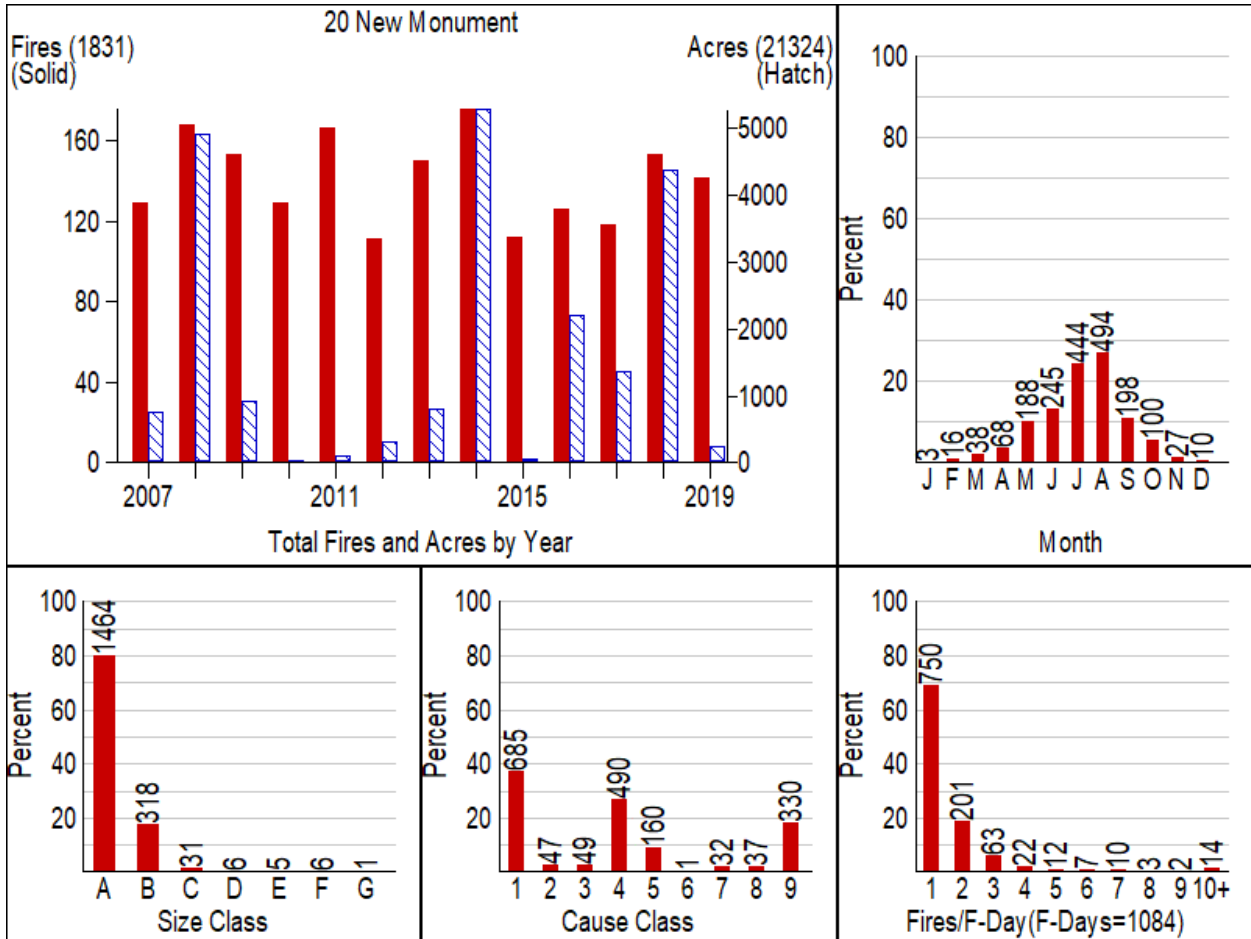 20 New Monument
Fires (1831)
(Solid)
Acres (21324)
(Hatch)
160
120
80
40
0
5000
4000
3000
2000
1000
0
2007 2011 2015 2019
Total Fires and Acres by Year
100
80
60
40
20
Percent
3 16 38 68 188 245 444 494 198 100 27 10
J F M A M J J A S O N D
Month
100
80
60
40
20
Percent
1464 318 31 6 5 6 1
A B C D E F G
Size Class
100
80
60
40
20
Percent
685 47 49 490 160 1 32 37 330
1 2 3 4 5 6 7 8 9
Cause Class
100
80
60
40
20
Percent
750 201 63 22 12 7 10 3 2 14
1 2 3 4 5 6 7 8 9 10+
Fires/F-Day(F-Days=1084)